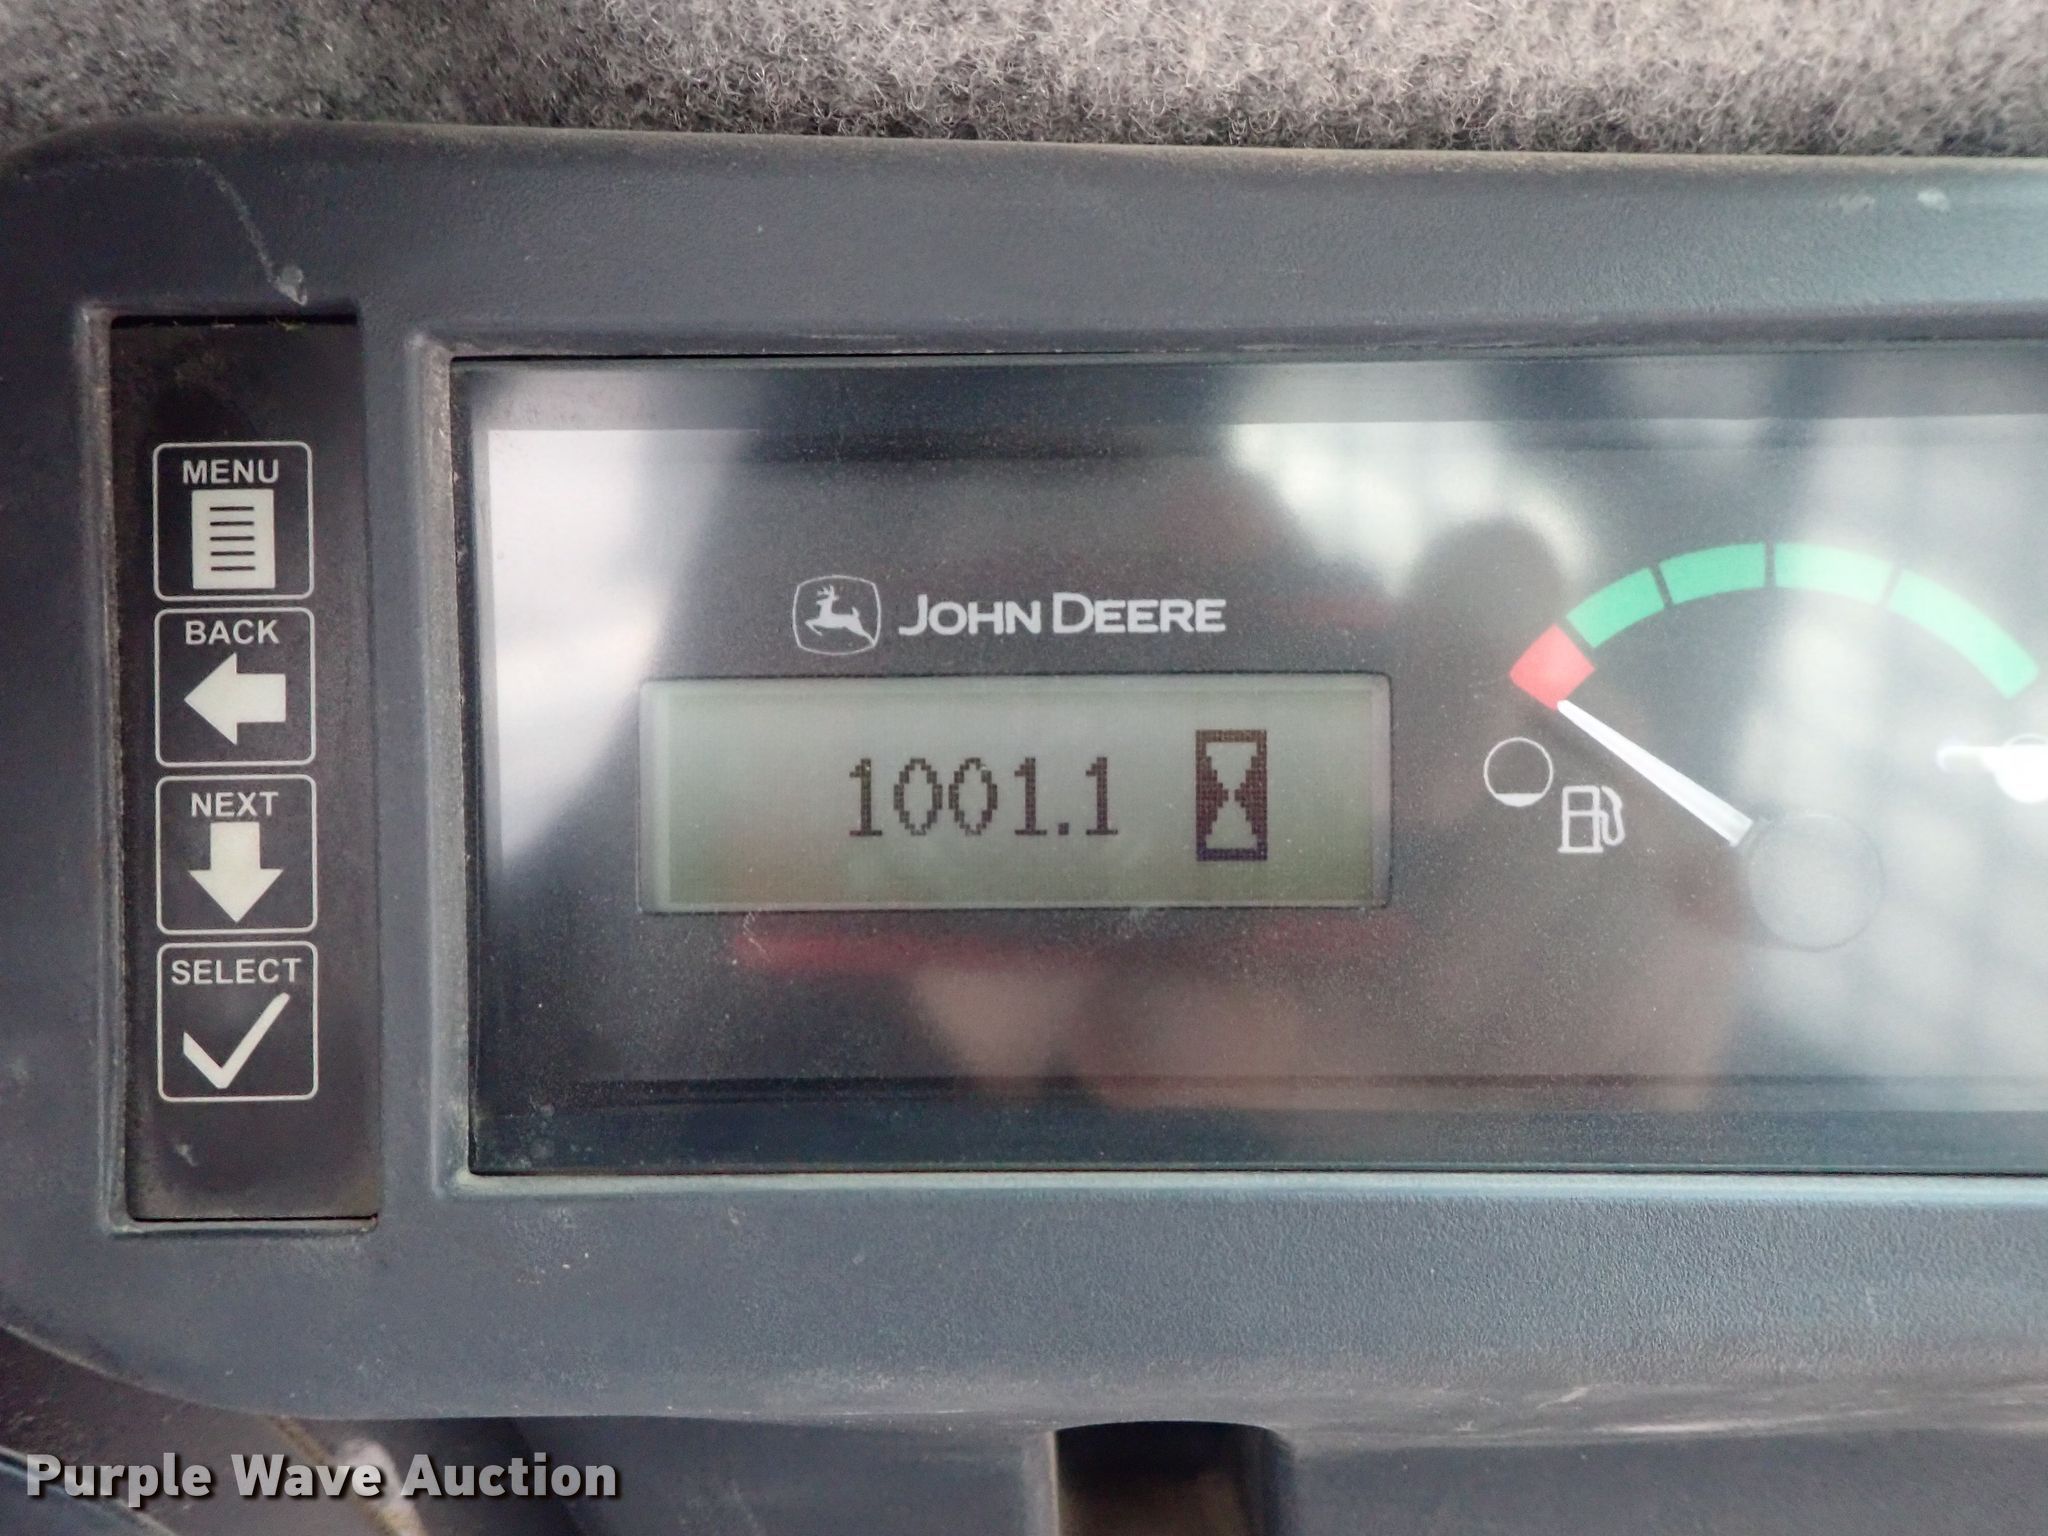 MENU
BACK
NEXT
SELECT
JOHN DEERE
1001.1
Purple Wave Auction